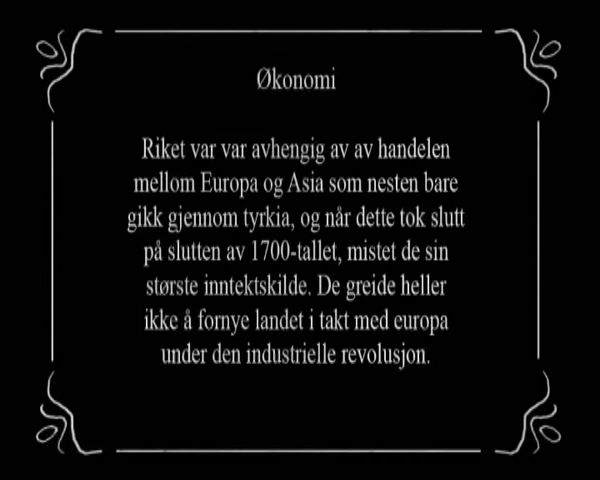 Økonomi
Riket var var avhengig av av handelen
mellom Europa og Asia som nesten bare
gikk gjennom tyrkia, og når dette tok slutt
på slutten av 1700-tallet, mistet de sin
største inntektskilde. De greide heller
ikke å fornye landet i takt med europa
under den industrielle revolusjon.